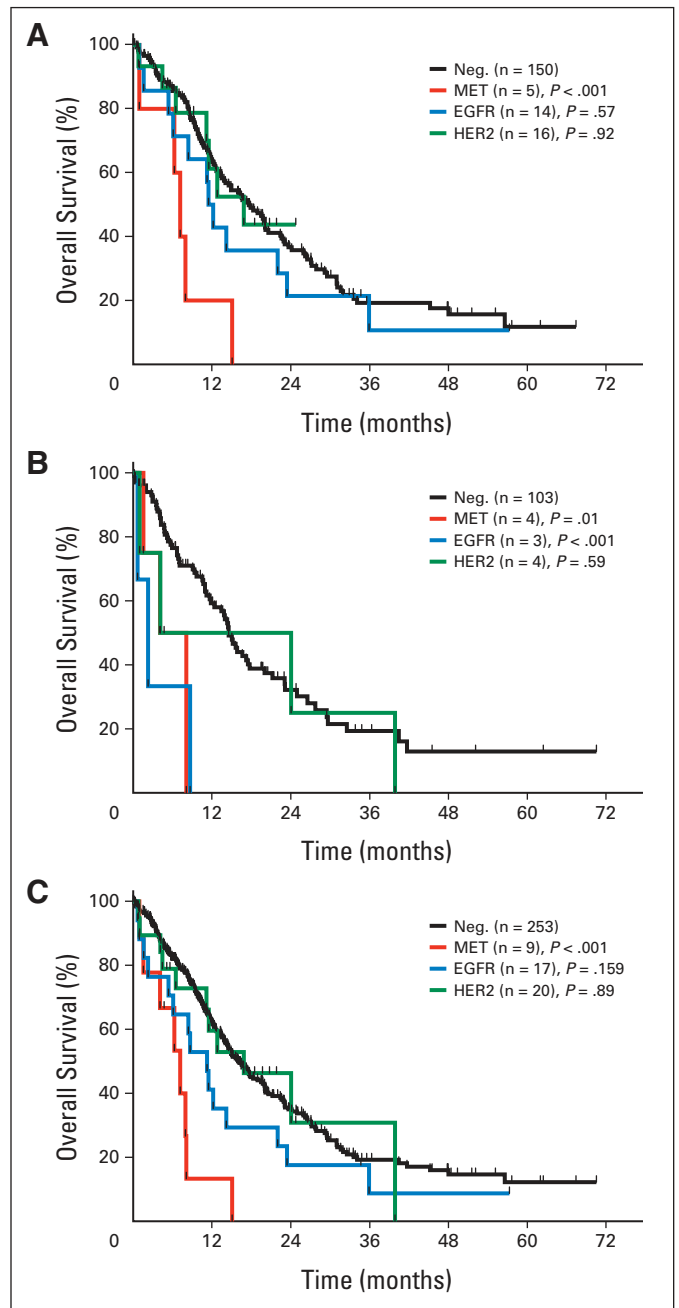 A
Overall Survival (%)
100
80
60
40
20
0
12
24
36
48
60
72
Time (months)
Neg. (n = 150)
MET (n = 5), P < .001
EGFR (n = 14), P = .57
HER2 (n = 16), P = .92
B
Overall Survival (%)
100
80
60
40
20
0
12
24
36
48
60
72
Time (months)
Neg. (n = 103)
MET (n = 4), P = .01
EGFR (n = 3), P < .001
HER2 (n = 4), P = .59
C
Overall Survival (%)
100
80
60
40
20
0
12
24
36
48
60
72
Time (months)
Neg. (n = 253)
MET (n = 9), P < .001
EGFR (n = 17), P = .159
HER2 (n = 20), P = .89